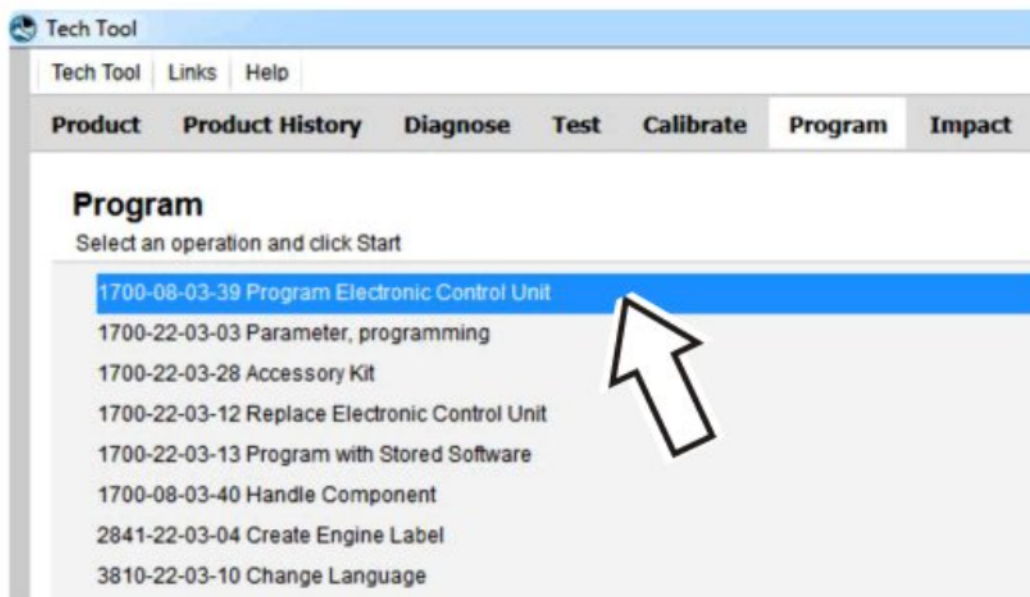 Tech Tool
Tech Tool Links Help
Product Product History Diagnose Test Calibrate Program Impact
Program
Select an operation and click Start
1700-08-03-39 Program Electronic Control Unit
1700-22-03-03 Parameter, programming
1700-22-03-28 Accessory Kit
1700-22-03-12 Replace Electronic Control Unit
1700-22-03-13 Program with Stored Software
1700-08-03-40 Handle Component
2841-22-03-04 Create Engine Label
3810-22-03-10 Change Language